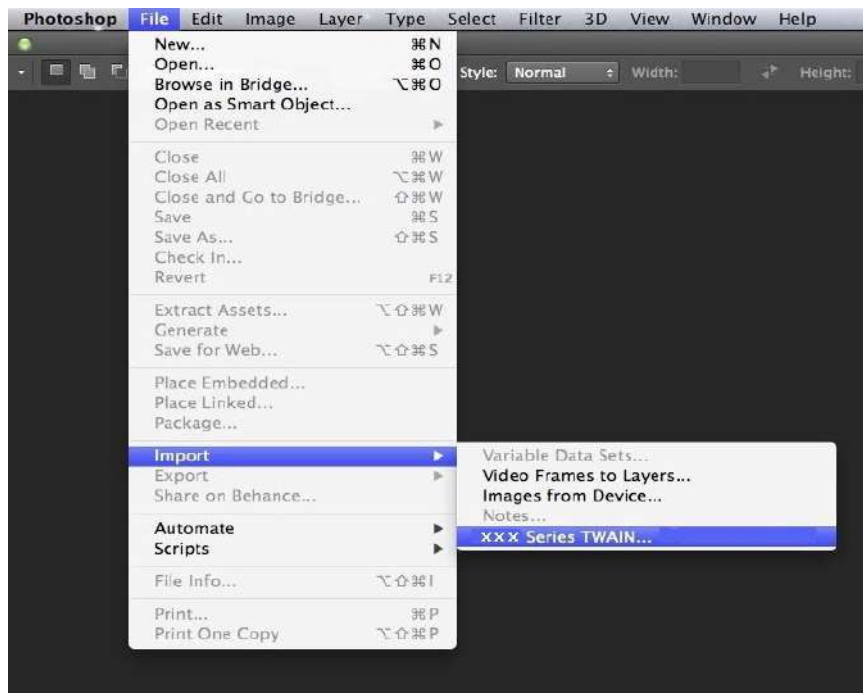 Photoshop File Edit Image Layer Type Select Filter 3D View Window Help
Style: Normal Width: Height:
New... ⌘N
Open... ⌘O
Browse in Bridge... ⌥⌘O
Open as Smart Object...
Open Recent
Close ⌘W
Close All ⌥⌘W
Close and Go to Bridge... ⇧⌘W
Save ⌘S
Save As... ⇧⌘S
Check In...
Revert F12
Extract Assets... ⌥⇧⌘W
Generate
Save for Web... ⌥⇧⌘S
Place Embedded...
Place Linked...
Package...
Import
Export
Share on Behance...
Automate
Scripts
File Info... ⌥⇧⌘I
Print... ⌘P
Print One Copy ⌥⇧⌘P
Variable Data Sets...
Video Frames to Layers...
Images from Device...
Notes...
XXX Series TWAIN...